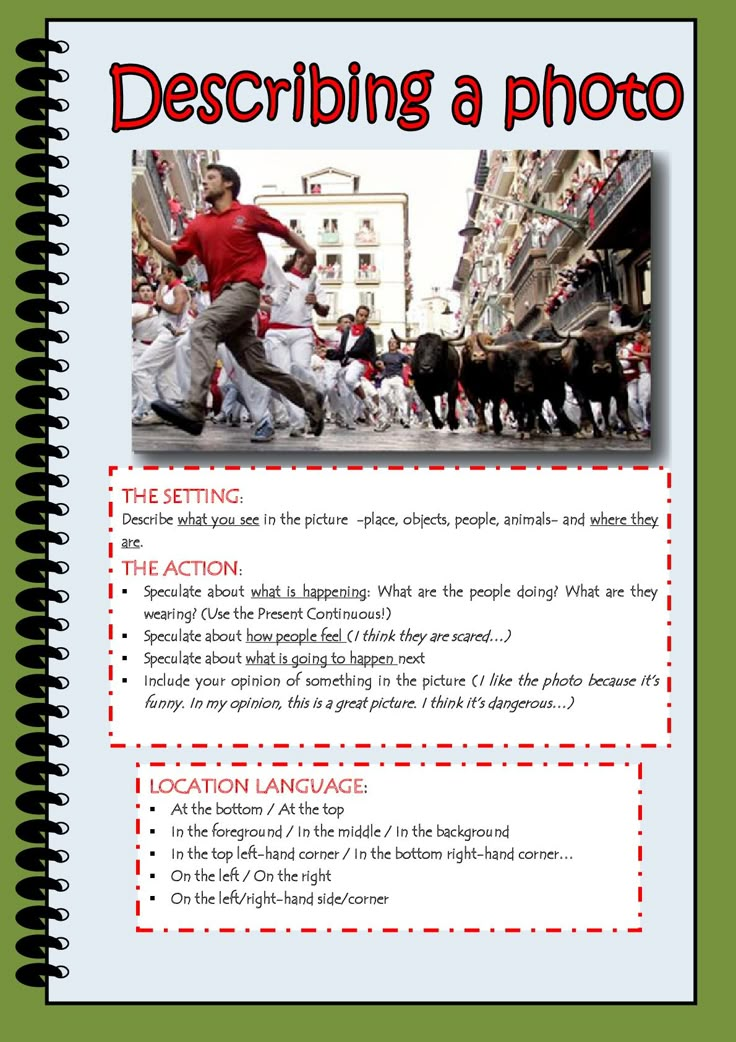 Describing a photo
THE SETTING:
Describe what you see in the picture -place, objects, people, animals- and where they
are.
THE ACTION:
▪ Speculate about what is happening: What are the people doing? What are they
wearing? (Use the Present Continuous!)
▪ Speculate about how people feel (I think they are scared…)
▪ Speculate about what is going to happen next
▪ Include your opinion of something in the picture (I like the photo because it's
funny. In my opinion, this is a great picture. I think it's dangerous…)
LOCATION LANGUAGE:
▪ At the bottom / At the top
▪ In the foreground / In the middle / In the background
▪ In the top left-hand corner / In the bottom right-hand corner…
▪ On the left / On the right
▪ On the left/right-hand side/corner